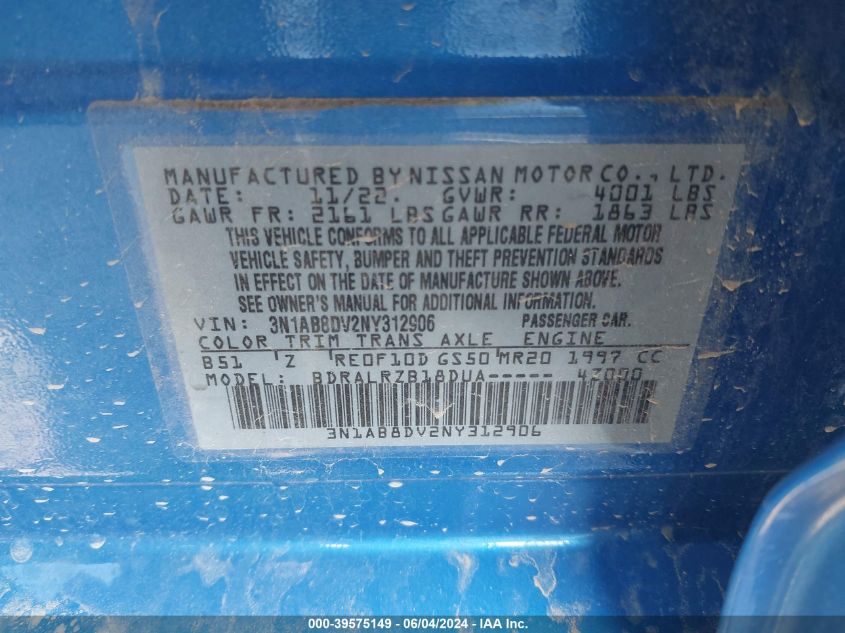 MANUFACTURED BY NISSAN MOTOR CO., LTD.
DATE: 11/22. GVWR: 4001 LBS
GAWR FR: 2161 LBS GAWR RR: 1863 LBS
THIS VEHICLE CONFORMS TO ALL APPLICABLE FEDERAL MOTOR
VEHICLE SAFETY, BUMPER AND THEFT PREVENTION STANDARDS
IN EFFECT ON THE DATE OF MANUFACTURE SHOWN ABOVE.
SEE OWNER'S MANUAL FOR ADDITIONAL INFORMATION.
VIN: 3N1AB8DV2NY312906 PASSENGER CAR.
COLOR TRIM TRANS AXLE ENGINE
B51 'Z 'RE0F10D GS50'MR20 1997 CC
MODEL: BDRALRZB18DUA----- 42000
3N1AB8DV2NY312906
000-39575149 - 06/04/2024 - IAA Inc.